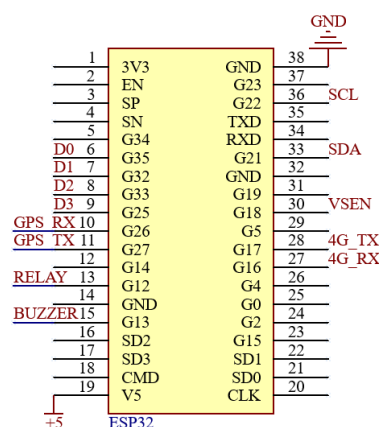 GND
1 3V3 GND 38
2 EN G23 37
3 SP G22 36 SCL
4 SN TXD 35
5 G34 RXD 34
D0 6 G35 G21 33 SDA
D1 7 G32 GND 32
D2 8 G33 G19 31
D3 9 G25 G18 30 VSEN
GPS_RX 10 G26 G5 29
GPS_TX 11 G27 G17 28 4G_TX
12 G14 G16 27 4G_RX
RELAY 13 G12 G4 26
14 GND G0 25
BUZZER 15 G13 G2 24
16 SD2 G15 23
17 SD3 SD1 22
18 CMD SD0 21
19 V5 CLK 20
+5 ESP32